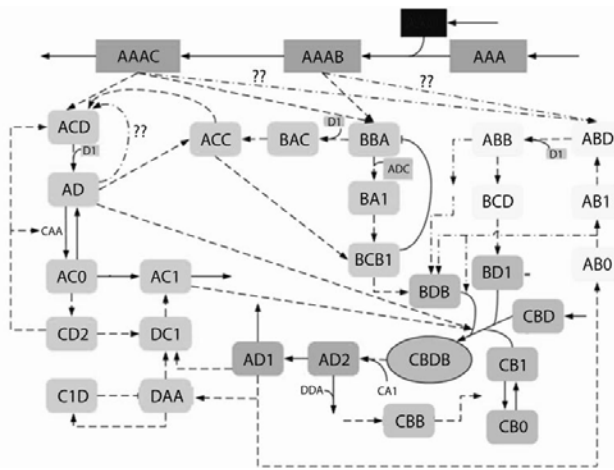 AAAC AAAB AAA
?? ??
ACD ?? ACC BAC D1 BBA ABB D1 ABD
D1 ADC
AD BA1 BCD AB1
CAA
BCB1 AB0
AC0 AC1 BDB BD1
CD2 DC1 CBD
AD1 AD2 CBDB CB1
C1D DAA DDA CA1
CBB CB0